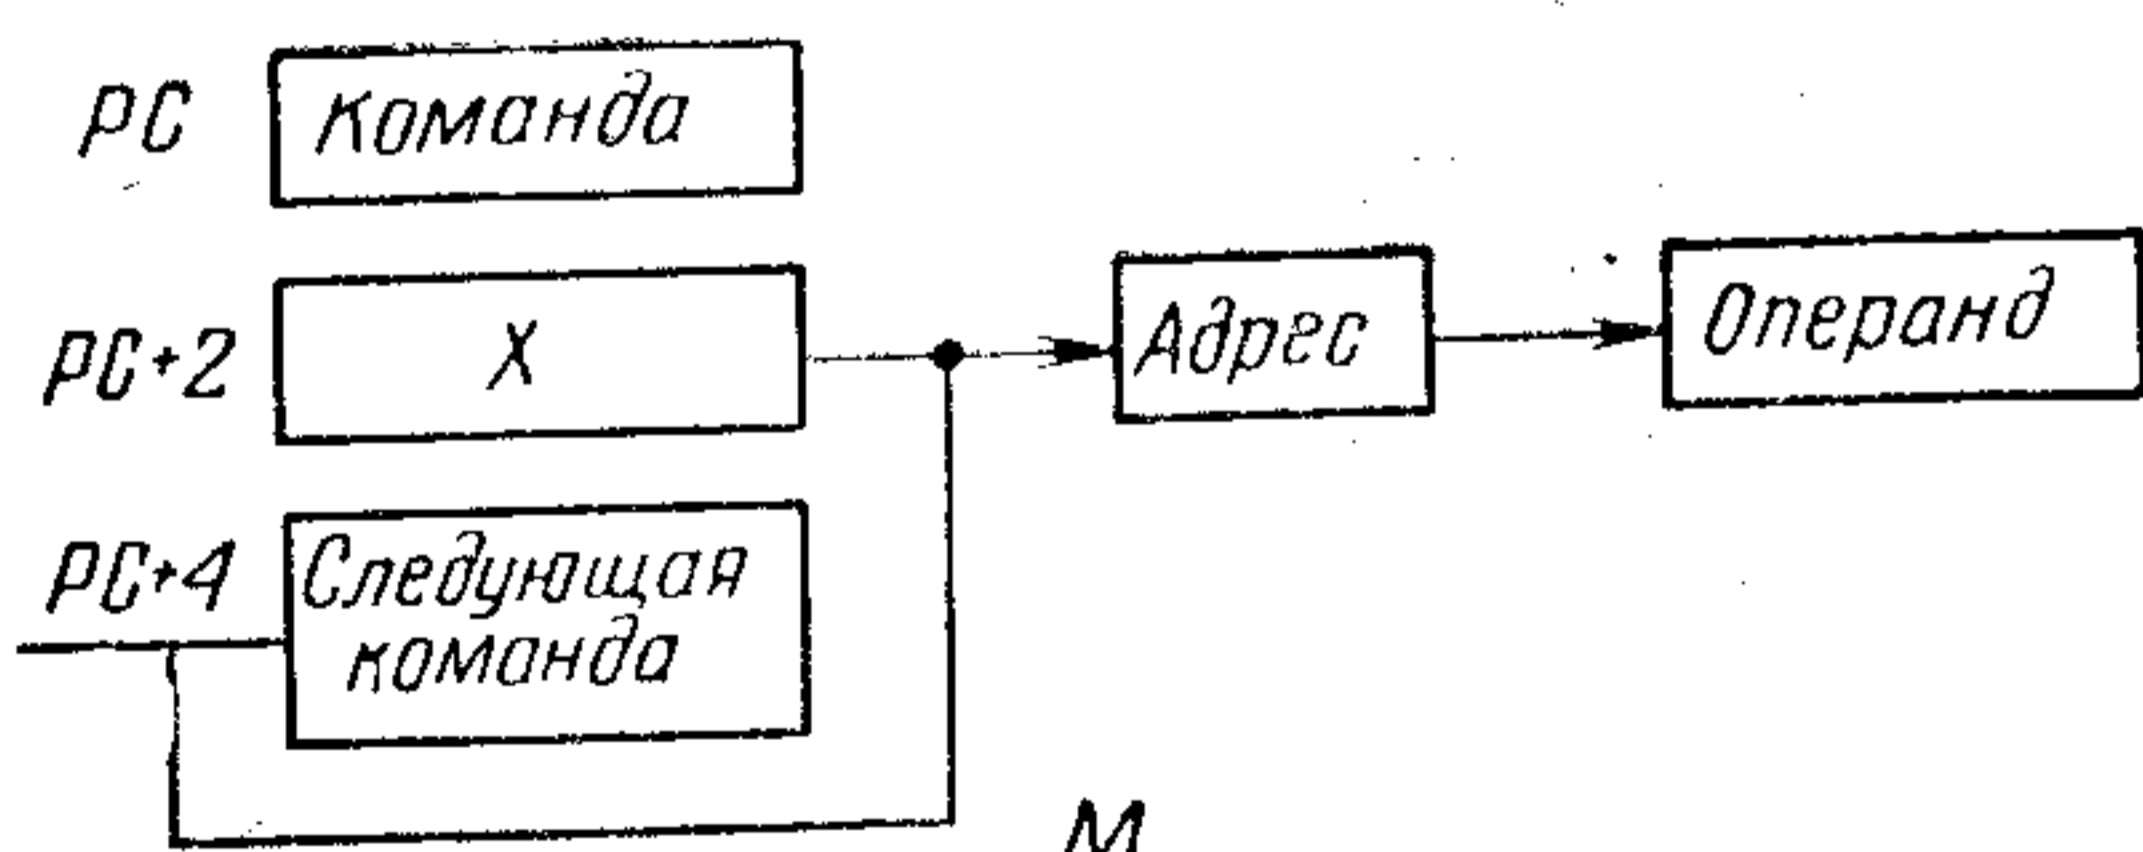 PC Команда
PC+2 X
Адрес
Операнд
PC+4 Следующая
команда
м